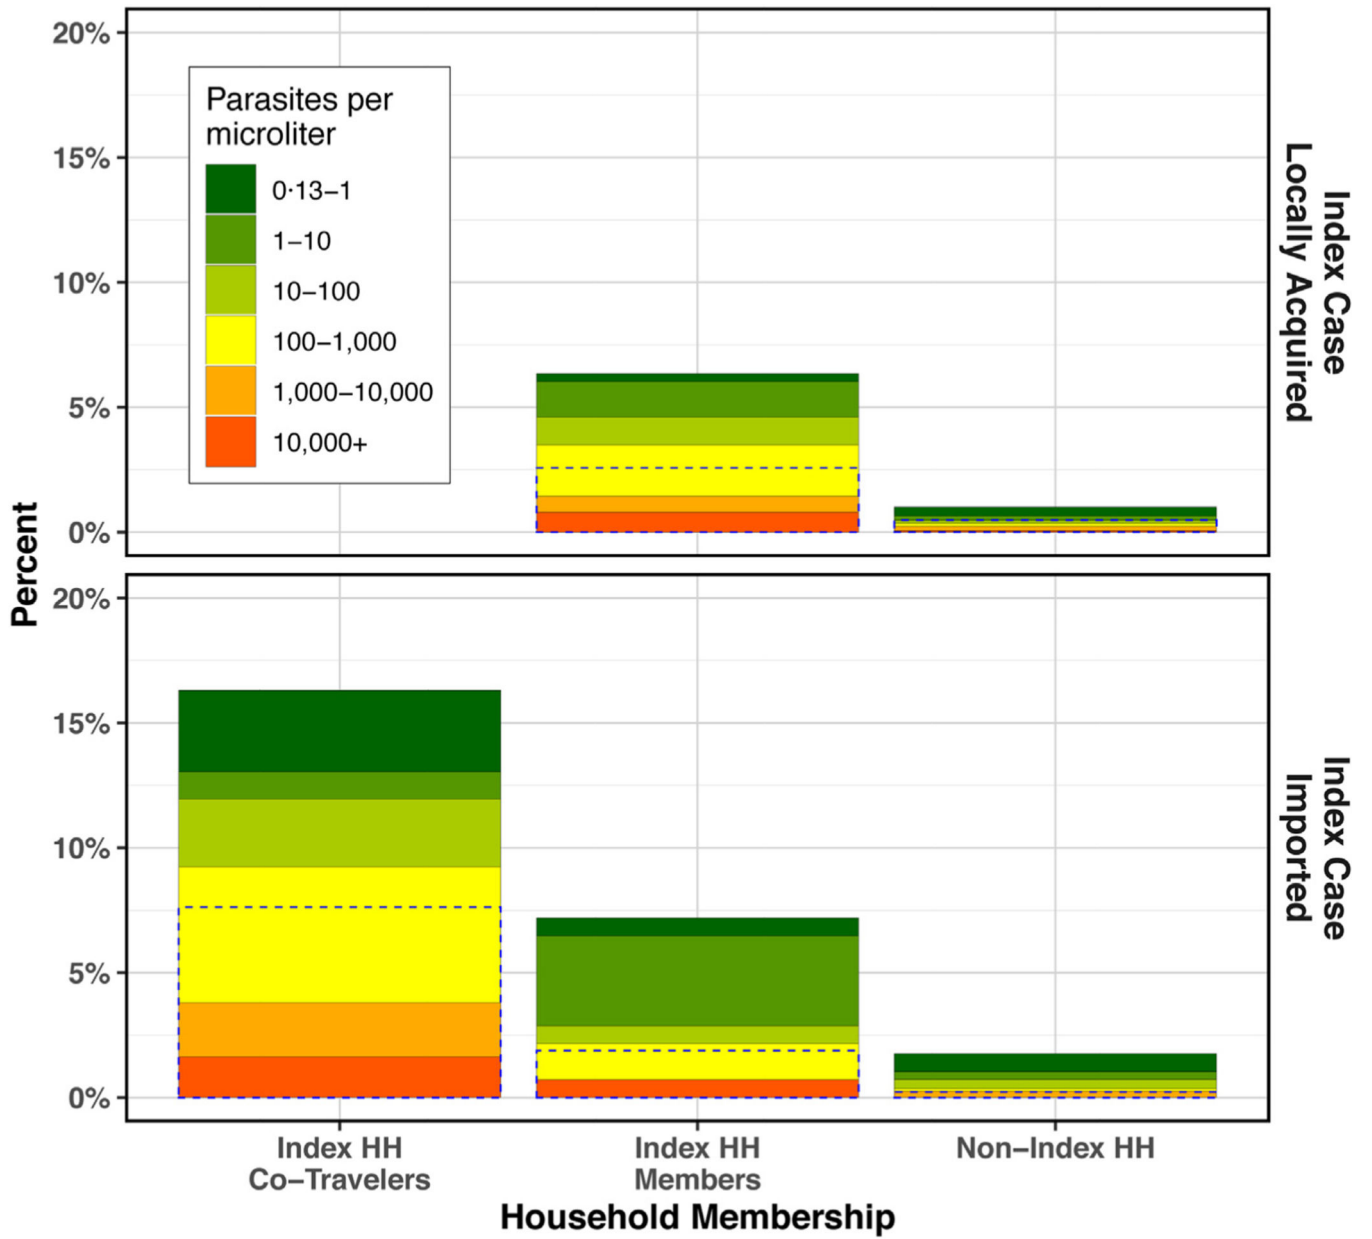 20%
15%
10%
5%
0%
Parasites per
microliter
0·13–1
1–10
10–100
100–1,000
1,000–10,000
10,000+
Index Case
Locally Acquired
Percent
20%
15%
10%
5%
0%
Index Case
Imported
Index HH
Co–Travelers
Index HH
Members
Non–Index HH
Household Membership